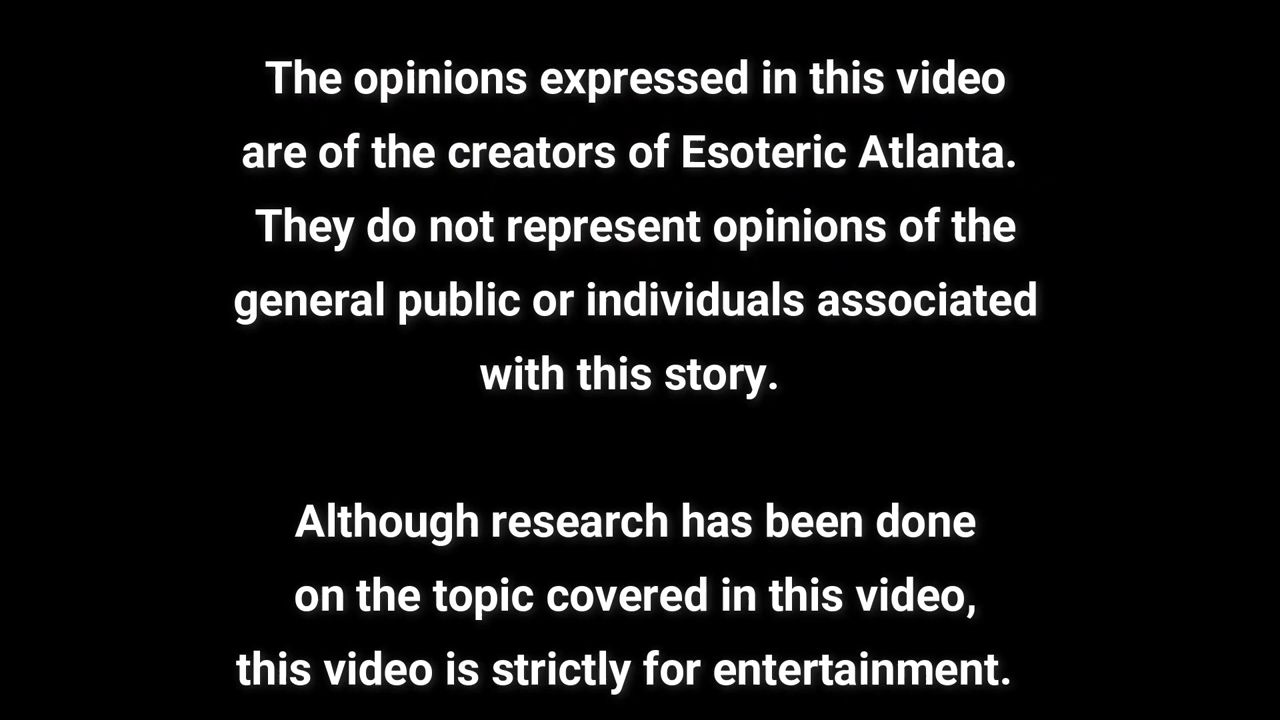 The opinions expressed in this video
are of the creators of Esoteric Atlanta.
They do not represent opinions of the
general public or individuals associated
with this story.
Although research has been done
on the topic covered in this video,
this video is strictly for entertainment.